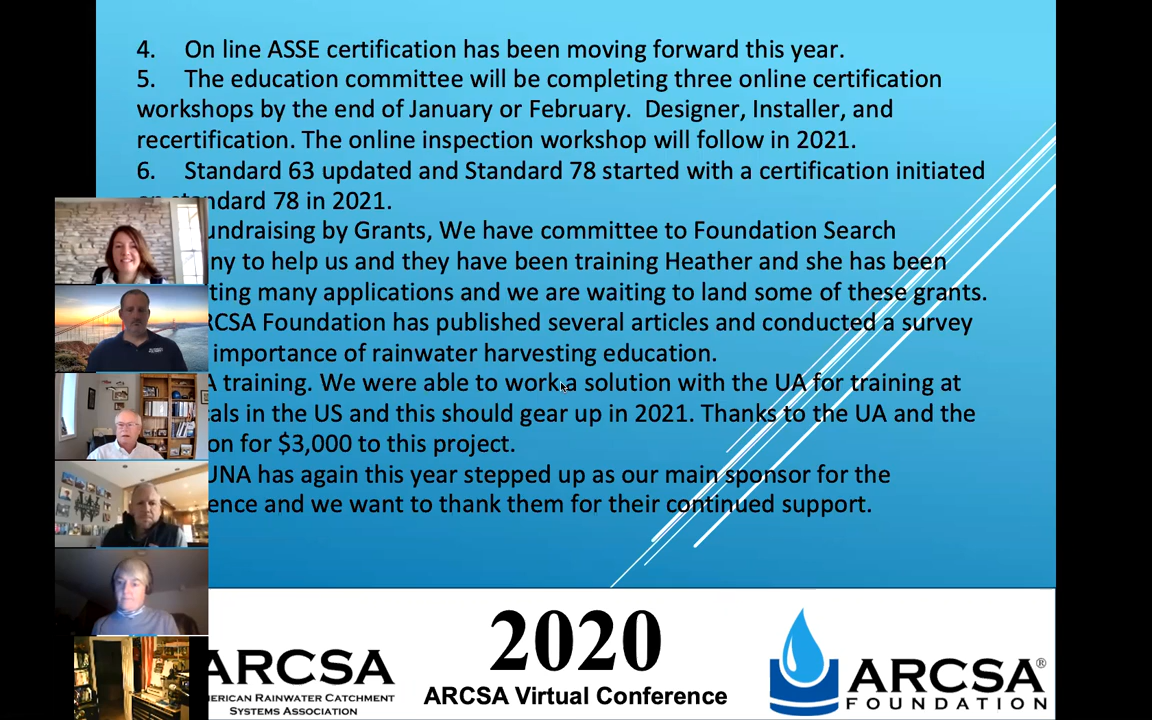 4. On line ASSE certification has been moving forward this year.
5. The education committee will be completing three online certification
workshops by the end of January or February. Designer, Installer, and
recertification. The online inspection workshop will follow in 2021.
6. Standard 63 updated and Standard 78 started with a certification initiated
standard 78 in 2021.
undraising by Grants, We have committee to Foundation Search
ny to help us and they have been training Heather and she has been
ting many applications and we are waiting to land some of these grants.
RCSA Foundation has published several articles and conducted a survey
importance of rainwater harvesting education.
A training. We were able to work a solution with the UA for training at
als in the US and this should gear up in 2021. Thanks to the UA and the
on for $3,000 to this project.
UNA has again this year stepped up as our main sponsor for the
ence and we want to thank them for their continued support.
ARCSA
MERICAN RAINWATER CATCHMENT
SYSTEMS ASSOCIATION
2020
ARCSA Virtual Conference
ARCSA®
FOUNDATION